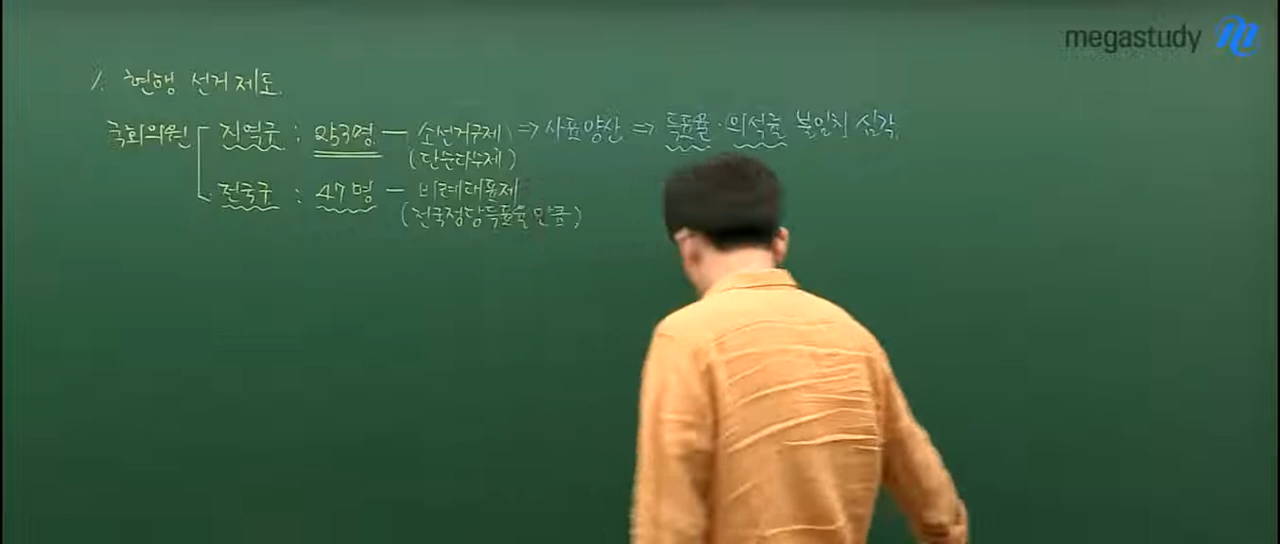 megastudy
1. 현행 선거 제도
국회의원 지역구 : 253명 — 소선거구제 ⇒ 사표양산 ⇒ 득표율·의석률 불일치 심각
(단순다수제)
전국구 : 47명 — 비례대표제
(전국정당득표율만큼)